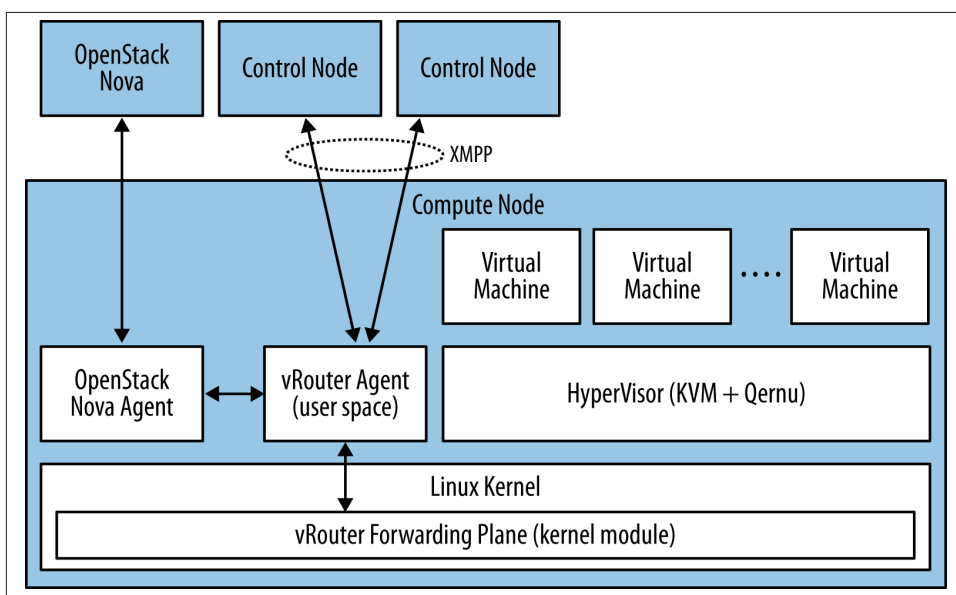 OpenStack
Nova
Control Node
Control Node
XMPP
Compute Node
Virtual
Machine
Virtual
Machine
....
Virtual
Machine
OpenStack
Nova Agent
vRouter Agent
(user space)
HyperVisor (KVM + Qernu)
Linux Kernel
vRouter Forwarding Plane (kernel module)